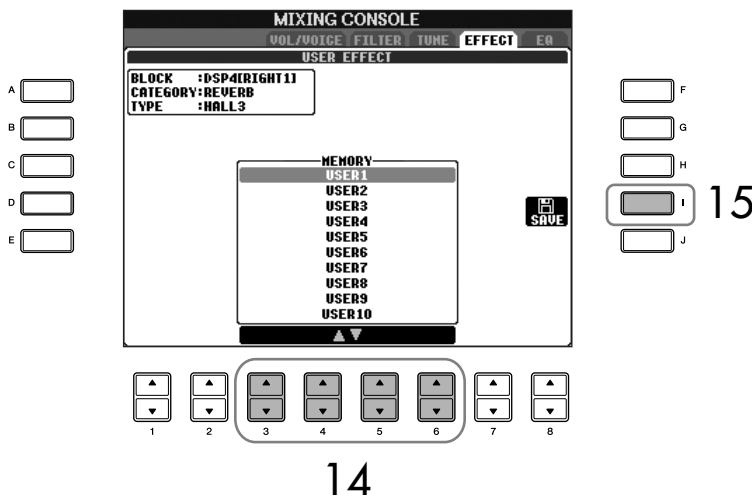 MIXING CONSOLE
VOL/VOICE FILTER TUNE EFFECT EQ
USER EFFECT
BLOCK :DSP4[RIGHT1]
CATEGORY:REVERB
TYPE :HALL3
MEMORY
USER1
USER2
USER3
USER4
USER5
USER6
USER7
USER8
USER9
USER10
SAVE
A
B
C
D
E
F
G
H
I
J
15
1 2 3 4 5 6 7 8
14